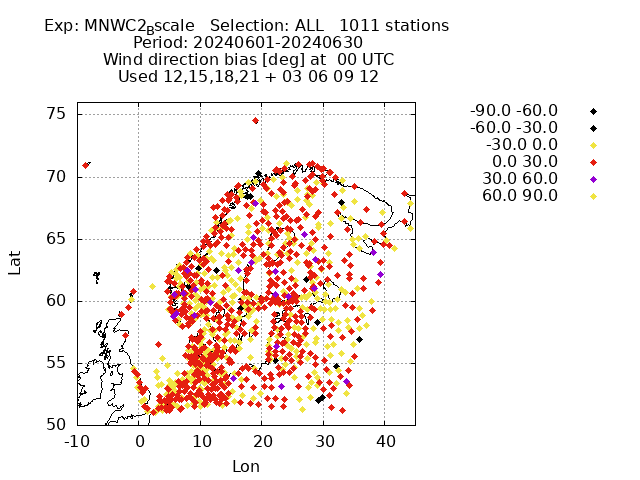 Exp: MNWC2Bscale Selection: ALL 1011 stations
Period: 20240601-20240630
Wind direction bias [deg] at 00 UTC
Used 12,15,18,21 + 03 06 09 12
-90.0 -60.0
-60.0 -30.0
-30.0 0.0
0.0 30.0
30.0 60.0
60.0 90.0
75
70
65
60
55
50
Lat
-10 0 10 20 30 40
Lon